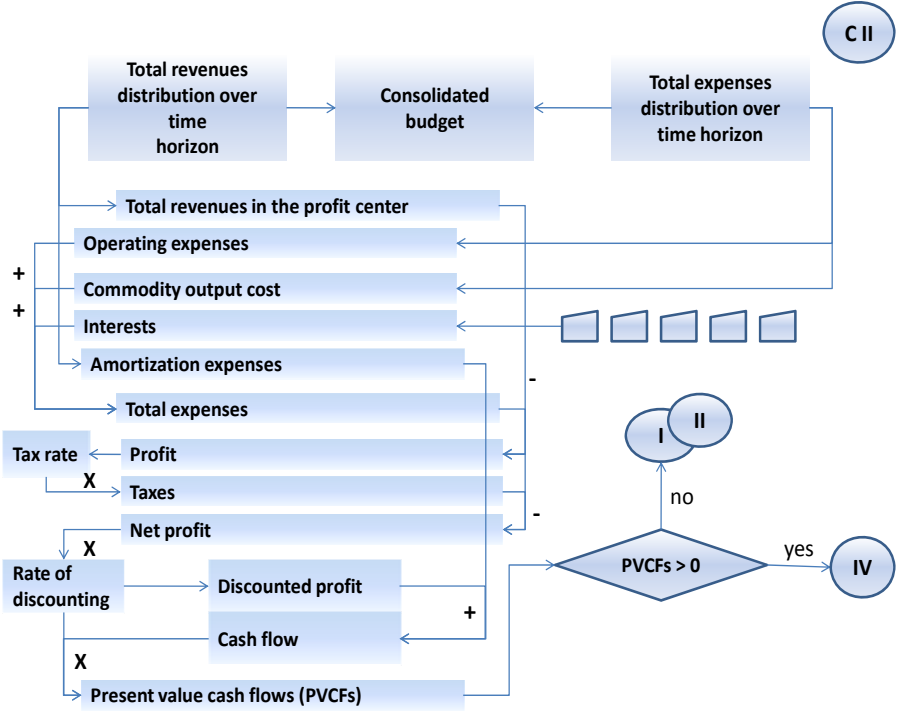 C II
Total revenues
distribution over
time
horizon
Consolidated
budget
Total expenses
distribution over
time horizon
Total revenues in the profit center
Operating expenses
+
Commodity output cost
+
Interests
Amortization expenses
-
Total expenses
I
II
Tax rate
Profit
X
Taxes
no
-
Net profit
X
yes
Rate of
discounting
Discounted profit
PVCFs > 0
IV
+
Cash flow
X
Present value cash flows (PVCFs)